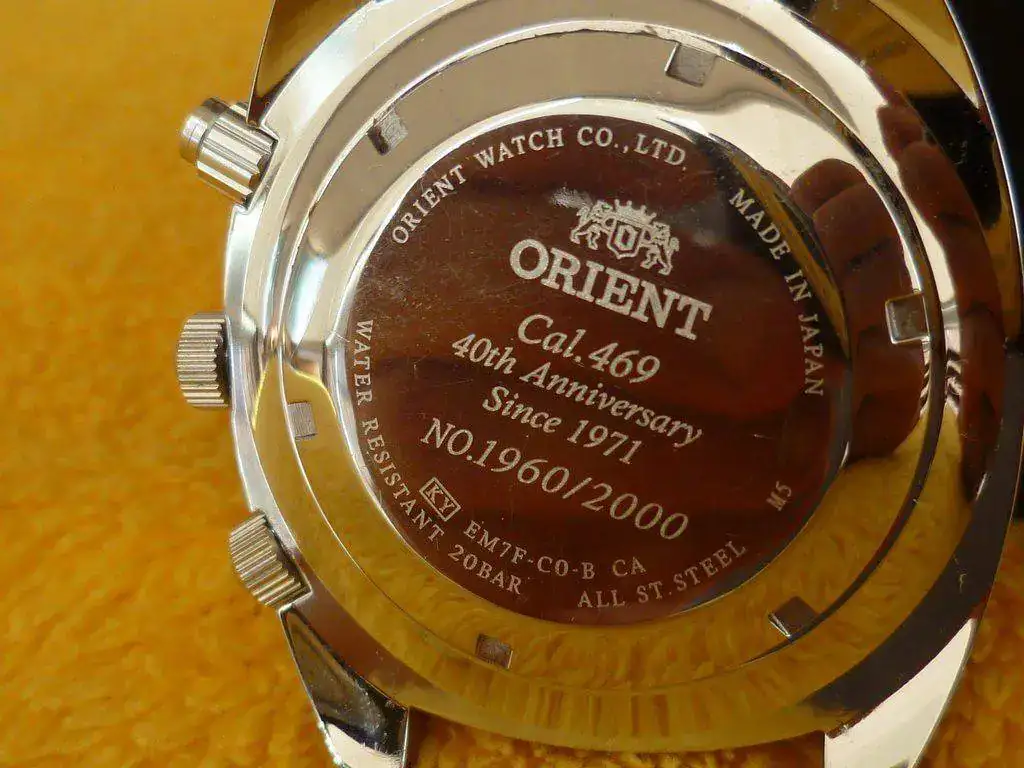 ORIENT WATCH CO.,LTD.
MADE IN JAPAN
ORIENT
Cal.469
40th Anniversary
Since 1971
NO.1960/2000
KY
EM7F-C0-B CA
M5
WATER RESISTANT 20BAR
ALL ST.STEEL